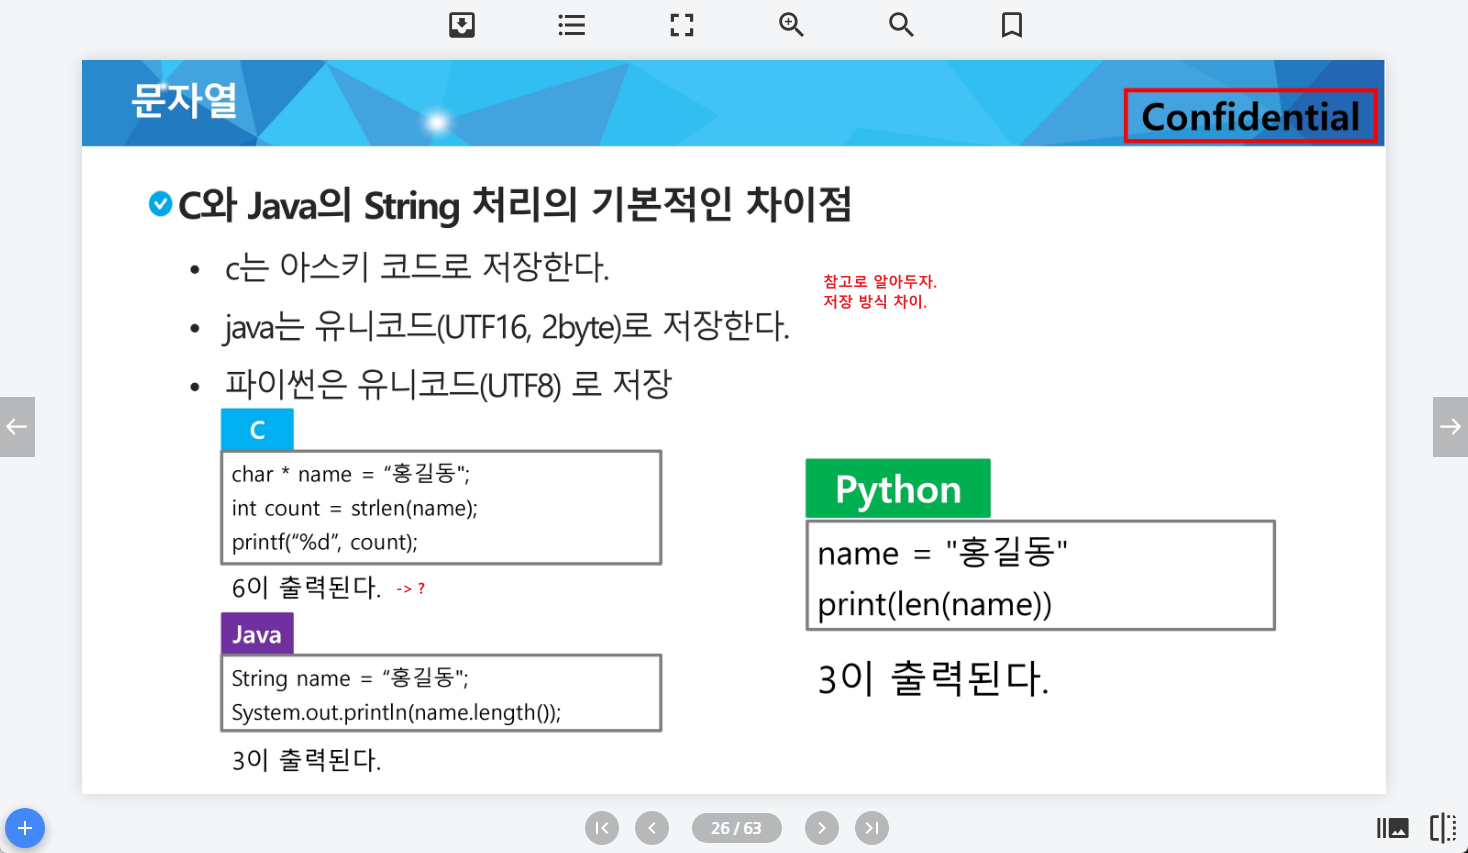 문자열
Confidential
C와 Java의 String 처리의 기본적인 차이점
• c는 아스키 코드로 저장한다.
참고로 알아두자.
저장 방식 차이.
• java는 유니코드(UTF16, 2byte)로 저장한다.
• 파이썬은 유니코드(UTF8) 로 저장
C
char * name = “홍길동";
int count = strlen(name);
printf(“%d”, count);
6이 출력된다. -> ?
Java
String name = “홍길동";
System.out.println(name.length());
3이 출력된다.
Python
name = "홍길동"
print(len(name))
3이 출력된다.
26 / 63